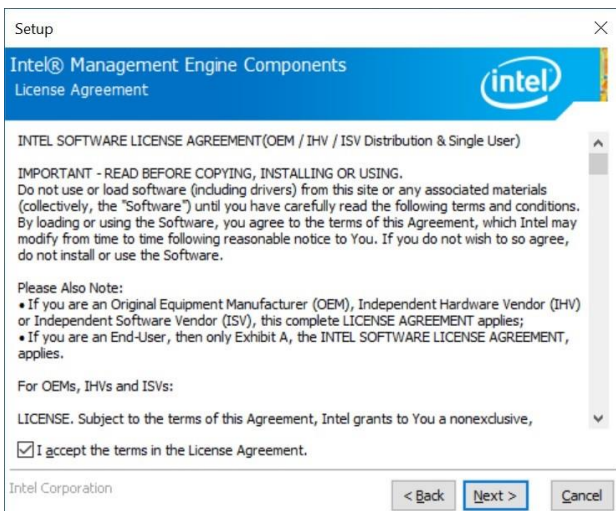 Setup
Intel® Management Engine Components
License Agreement
intel
INTEL SOFTWARE LICENSE AGREEMENT(OEM / IHV / ISV Distribution & Single User)
IMPORTANT - READ BEFORE COPYING, INSTALLING OR USING.
Do not use or load software (including drivers) from this site or any associated materials
(collectively, the "Software") until you have carefully read the following terms and conditions.
By loading or using the Software, you agree to the terms of this Agreement, which Intel may
modify from time to time following reasonable notice to You. If you do not wish to so agree,
do not install or use the Software.
Please Also Note:
• If you are an Original Equipment Manufacturer (OEM), Independent Hardware Vendor (IHV)
or Independent Software Vendor (ISV), this complete LICENSE AGREEMENT applies;
• If you are an End-User, then only Exhibit A, the INTEL SOFTWARE LICENSE AGREEMENT,
applies.
For OEMs, IHVs and ISVs:
LICENSE. Subject to the terms of this Agreement, Intel grants to You a nonexclusive,
I accept the terms in the License Agreement.
Intel Corporation
< Back Next > Cancel